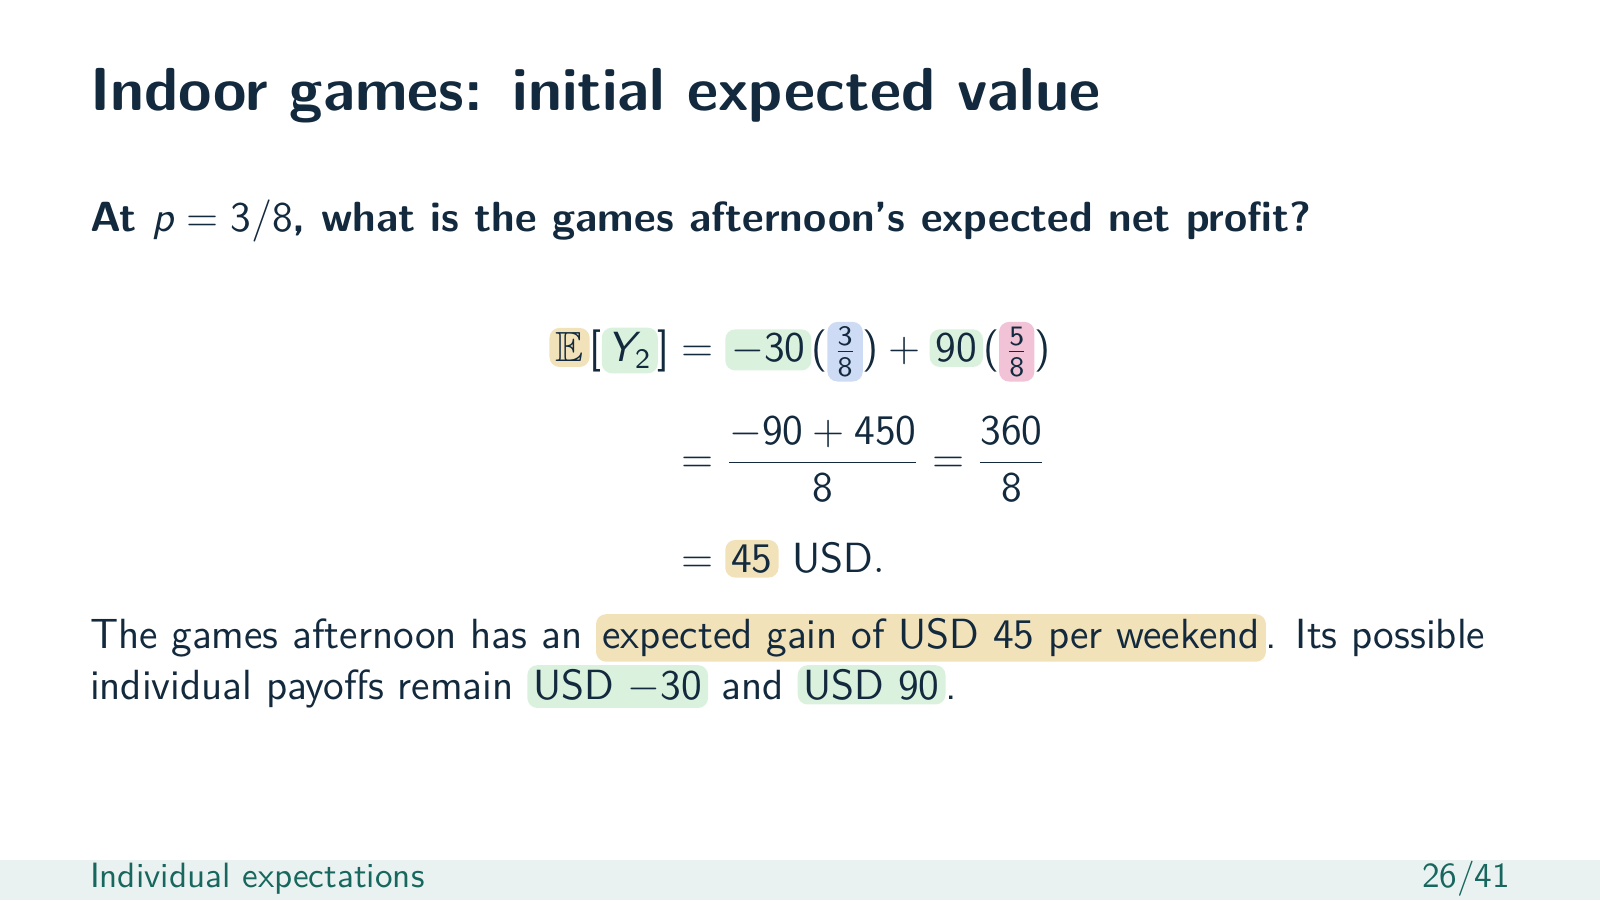 Indoor games: initial expected value
At p = 3/8, what is the games afternoon's expected net profit?
𝔼[Y₂] = −30(3/8) + 90(5/8)
= (−90 + 450)/8 = 360/8
= 45 USD.
The games afternoon has an expected gain of USD 45 per weekend. Its possible
individual payoffs remain USD −30 and USD 90.
Individual expectations 26/41